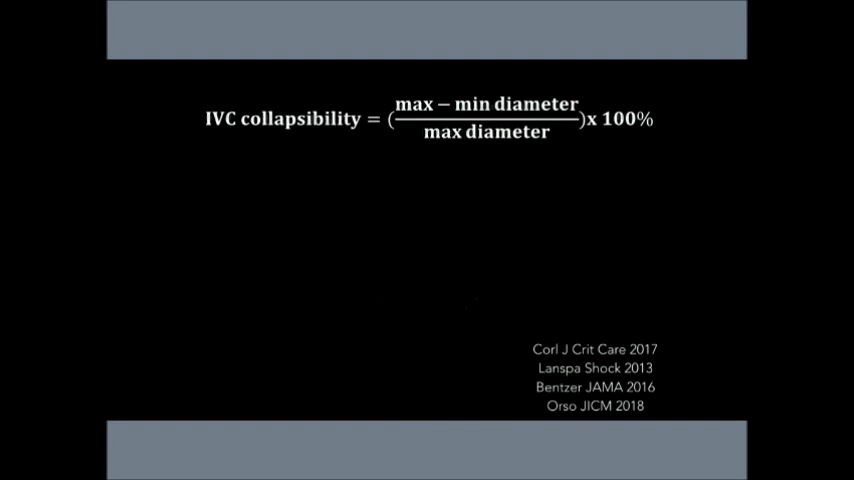 IVC collapsibility = (max − min diameter / max diameter) x 100%
Corl J Crit Care 2017
Lanspa Shock 2013
Bentzer JAMA 2016
Orso JICM 2018